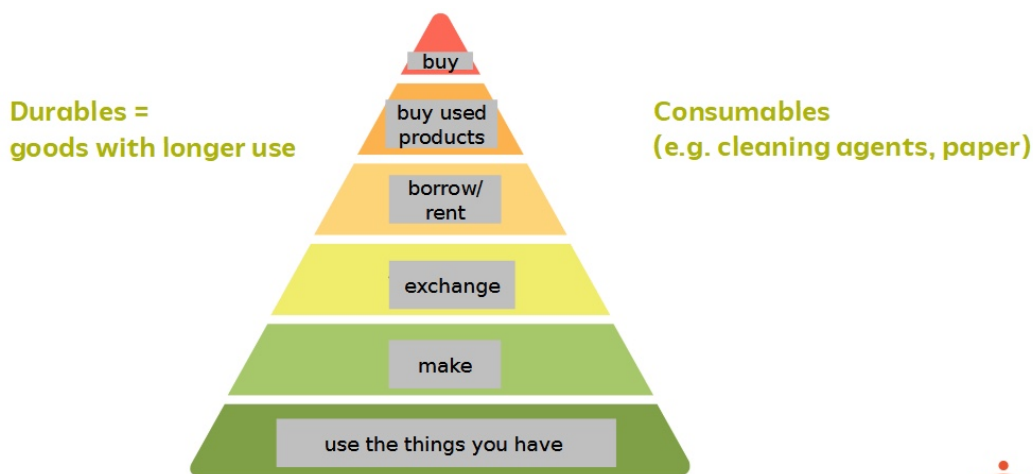 buy
Durables =
goods with longer use
buy used
products
Consumables
(e.g. cleaning agents, paper)
borrow/
rent
exchange
make
use the things you have